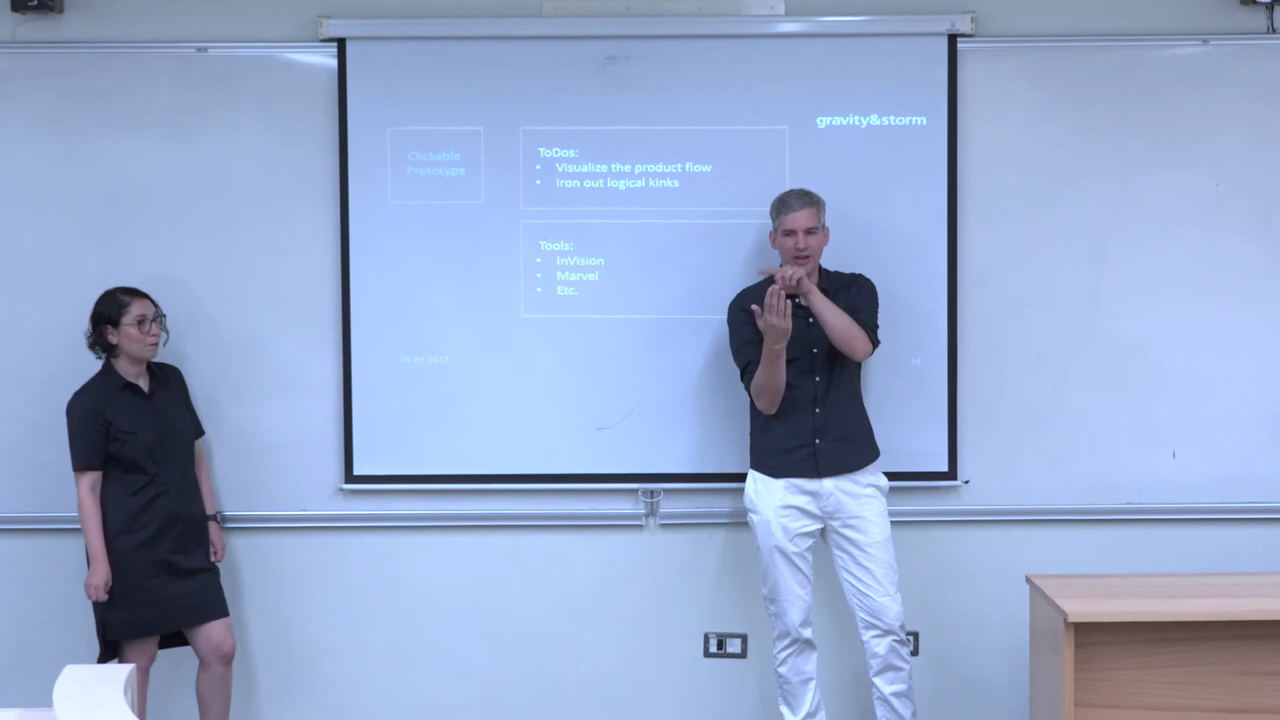 gravity&storm
Clickable
Prototype
ToDos:
• Visualize the product flow
• Iron out logical kinks
Tools:
• InVision
• Marvel
• Etc.